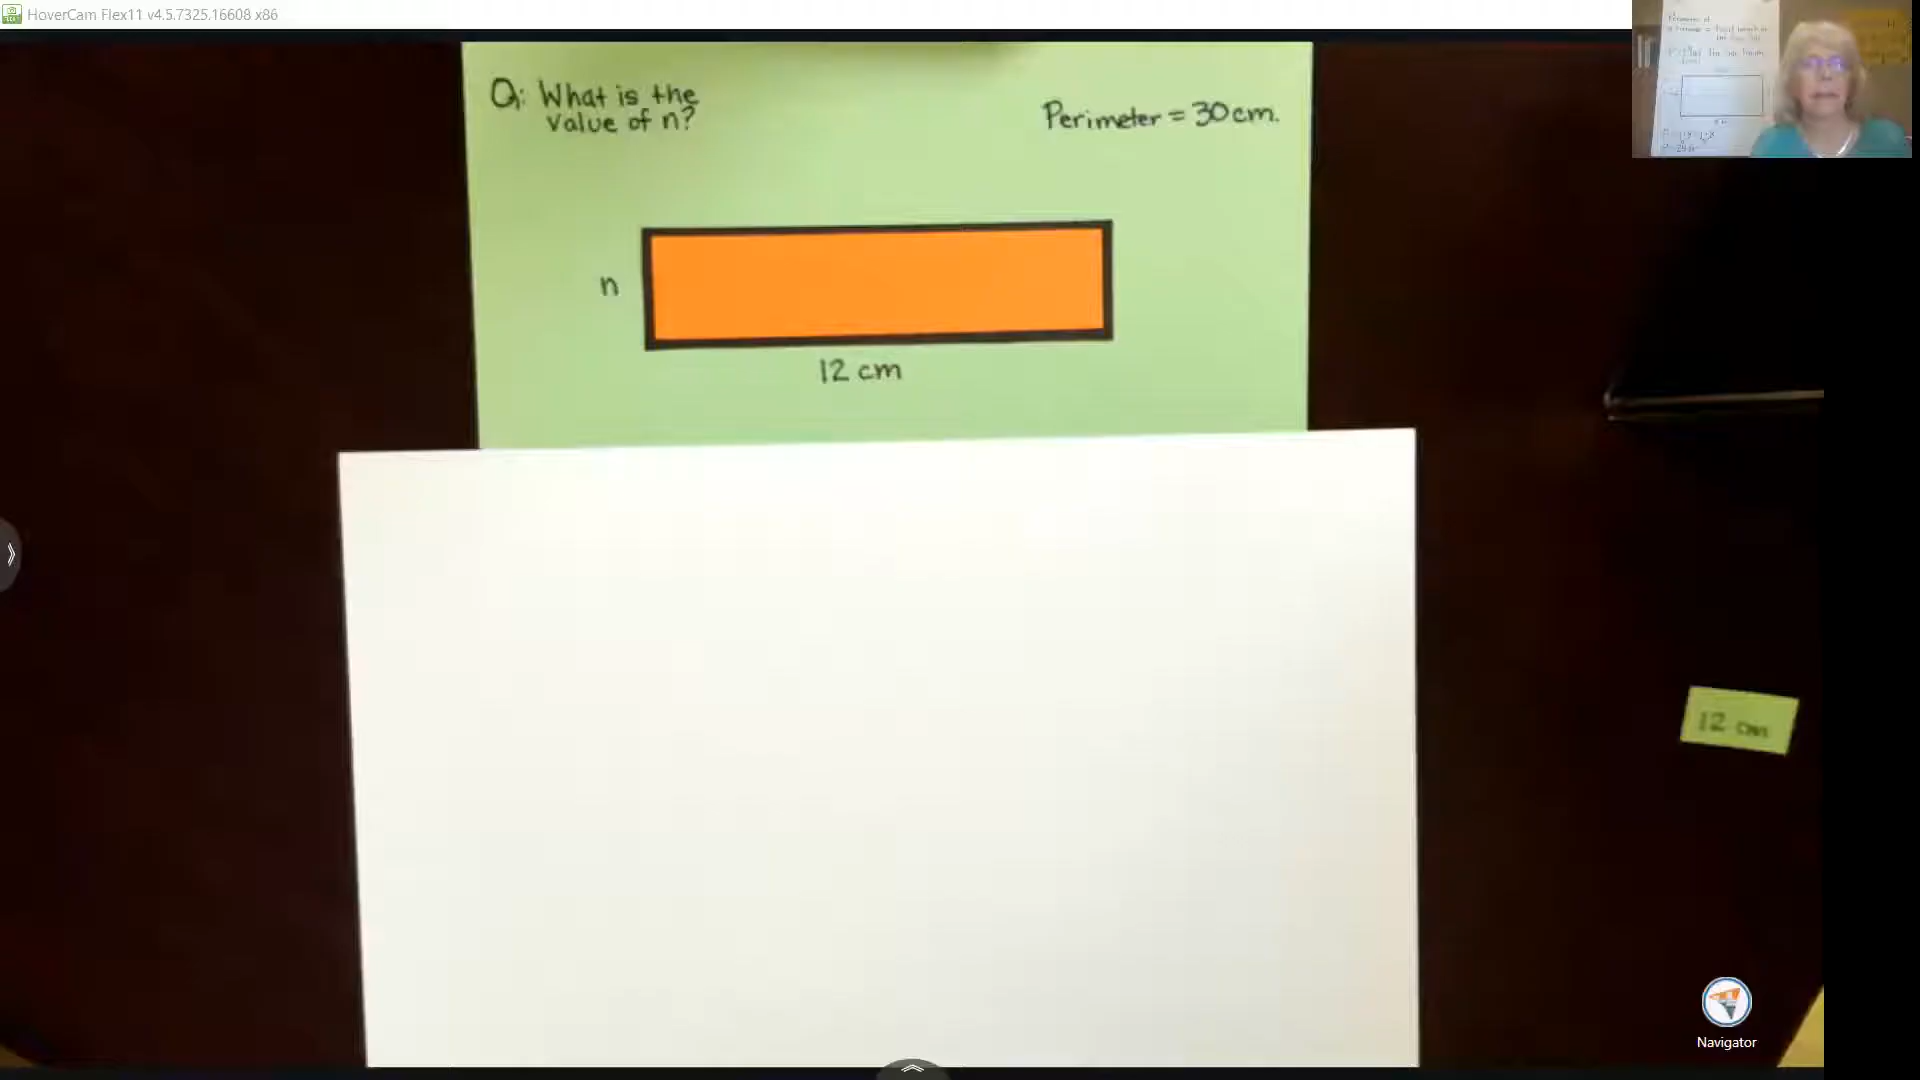 HoverCam Flex11 v4.5.7325.16608 x86
Q: What is the
value of n?
Perimeter = 30 cm.
n
12 cm
12 cm
Navigator